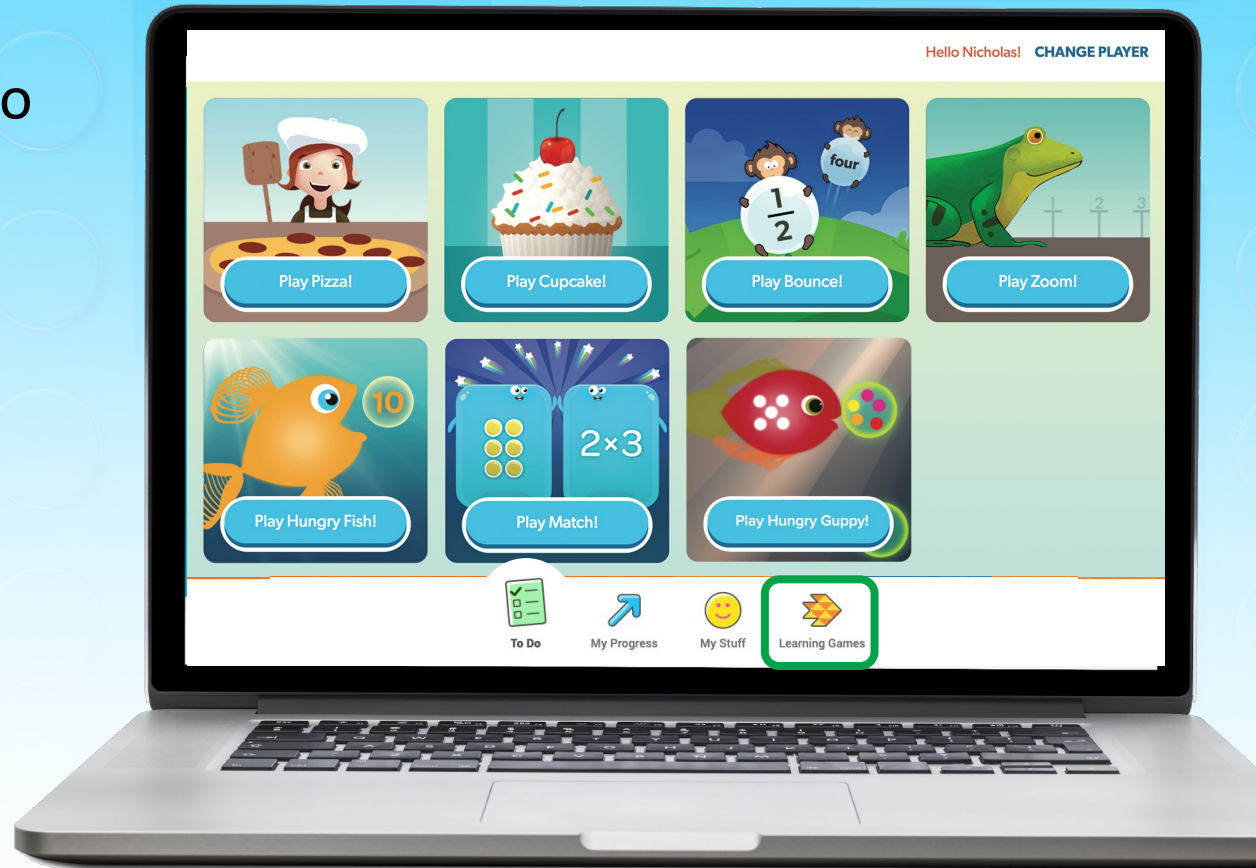 o
Hello Nicholas! CHANGE PLAYER
four
1
2
1 2 3
Play Pizza!
Play Cupcake!
Play Bounce!
Play Zoom!
10
2×3
Play Hungry Fish!
Play Match!
Play Hungry Guppy!
To Do
My Progress
My Stuff
Learning Games